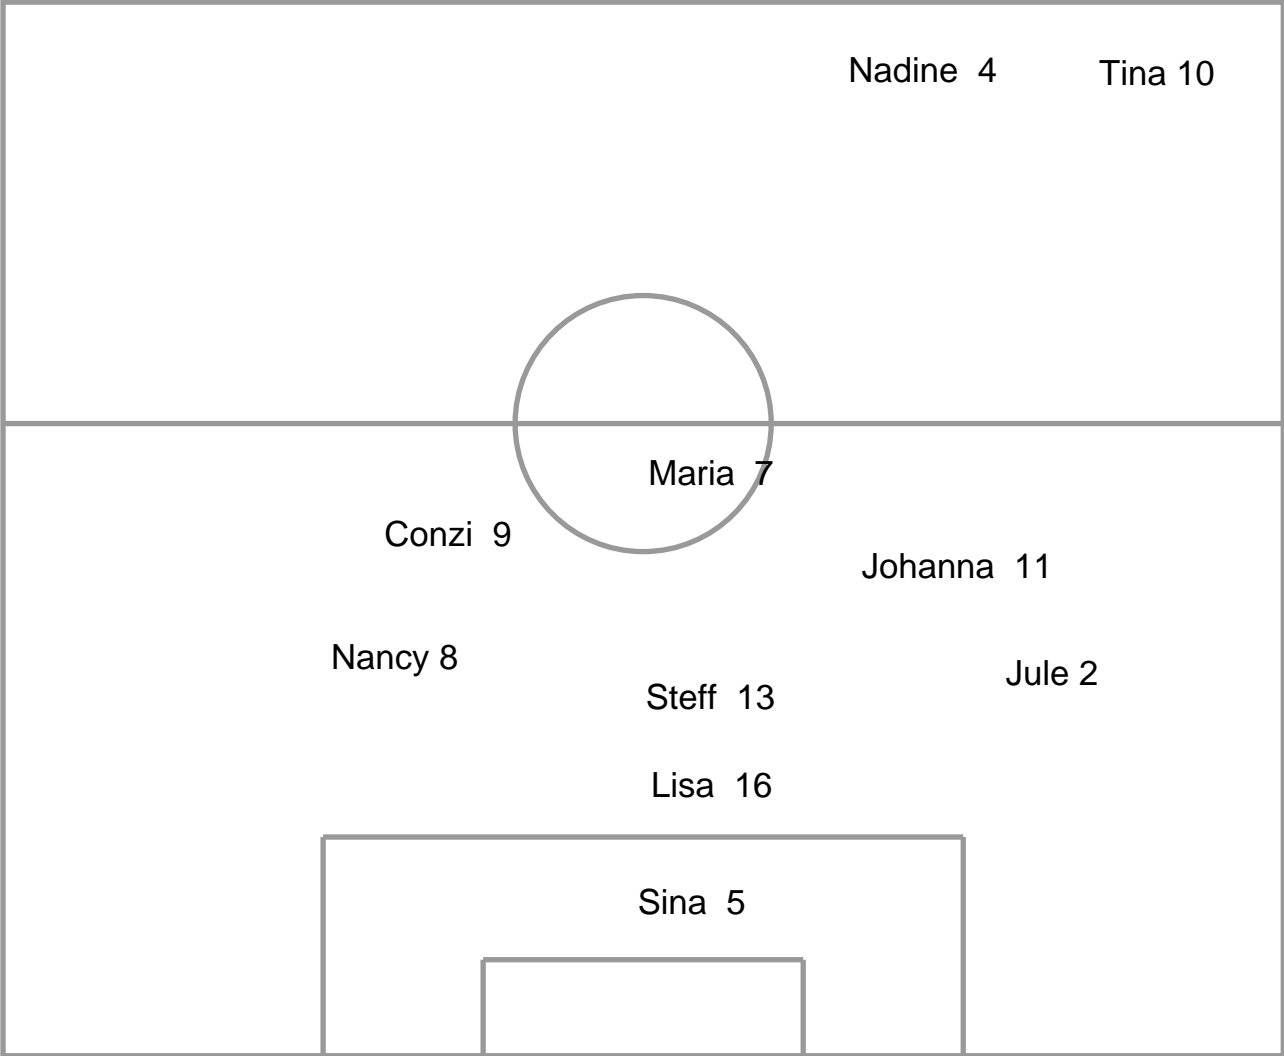 Nadine  4
Tina 10
Maria  7
Conzi  9
Johanna  11
Nancy 8
Jule 2
Steff  13
Lisa  16
Sina  5